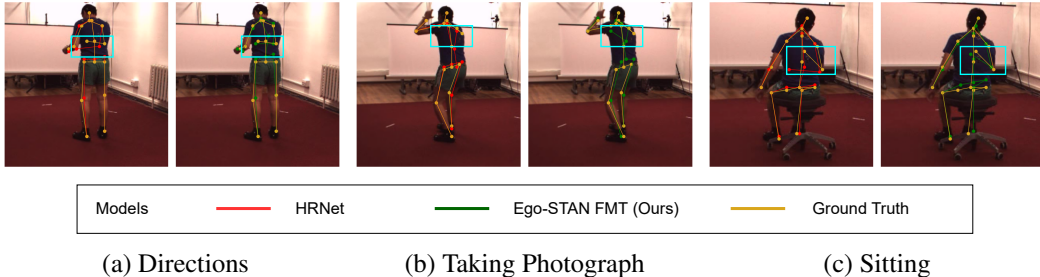 Models HRNet Ego-STAN FMT (Ours) Ground Truth
(a) Directions (b) Taking Photograph (c) Sitting